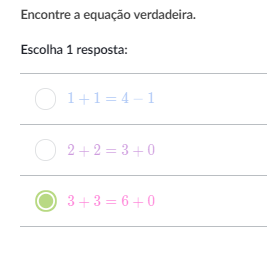 Encontre a equação verdadeira.
Escolha 1 resposta:
1 + 1 = 4 − 1
2 + 2 = 3 + 0
3 + 3 = 6 + 0